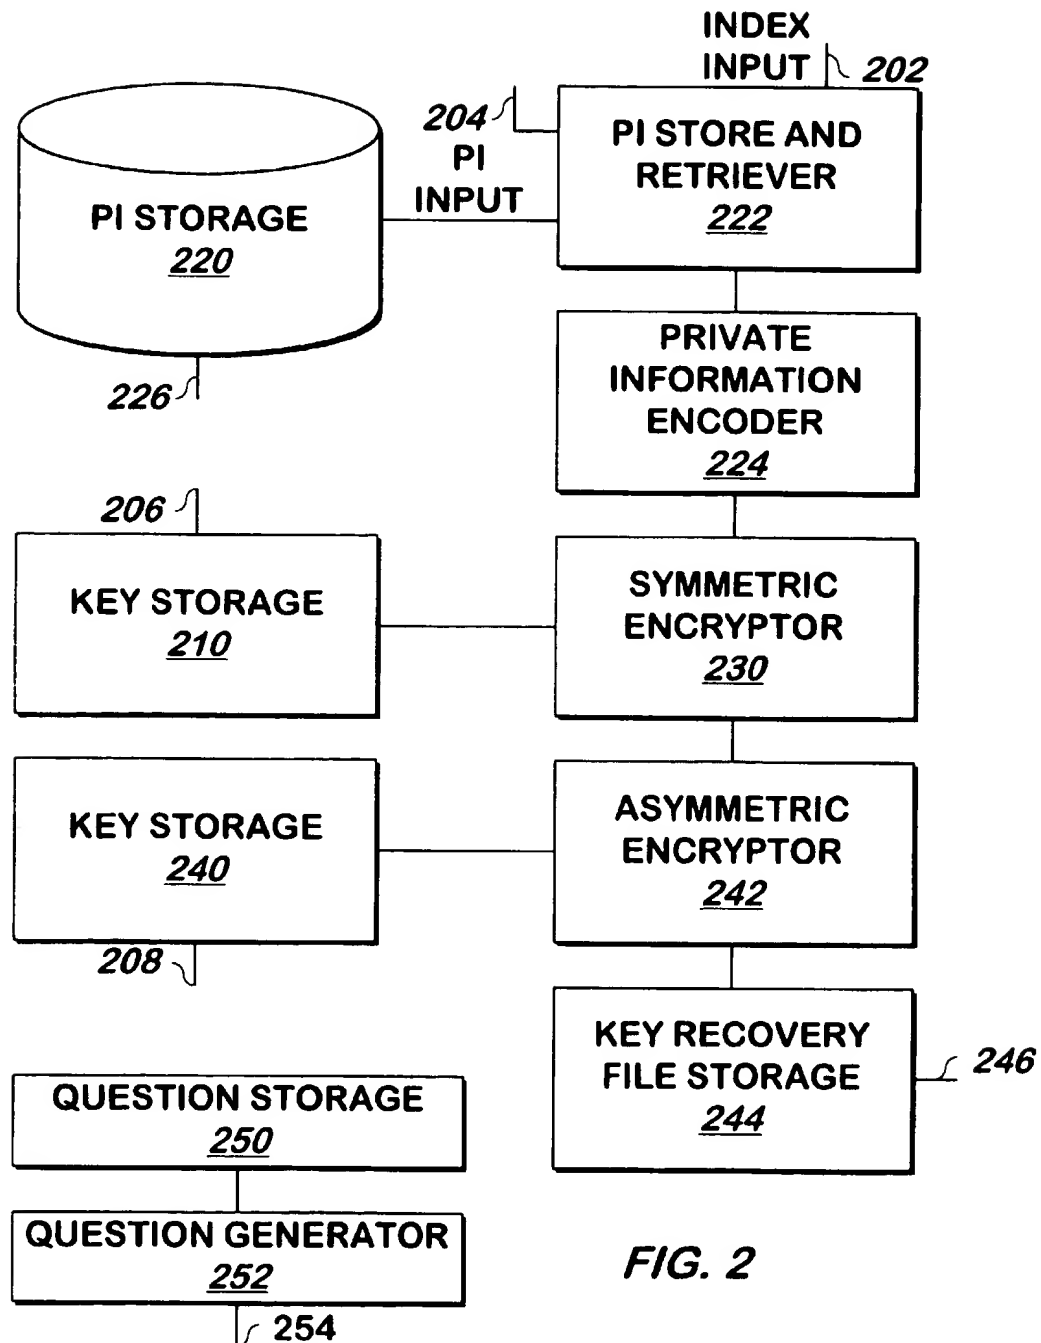 INDEX
INPUT
202
204
PI
INPUT
PI STORE AND
RETRIEVER
222
PI STORAGE
220
226
PRIVATE
INFORMATION
ENCODER
224
206
KEY STORAGE
210
SYMMETRIC
ENCRYPTOR
230
KEY STORAGE
240
208
ASYMMETRIC
ENCRYPTOR
242
KEY RECOVERY
FILE STORAGE
244
246
QUESTION STORAGE
250
QUESTION GENERATOR
252
254
FIG. 2